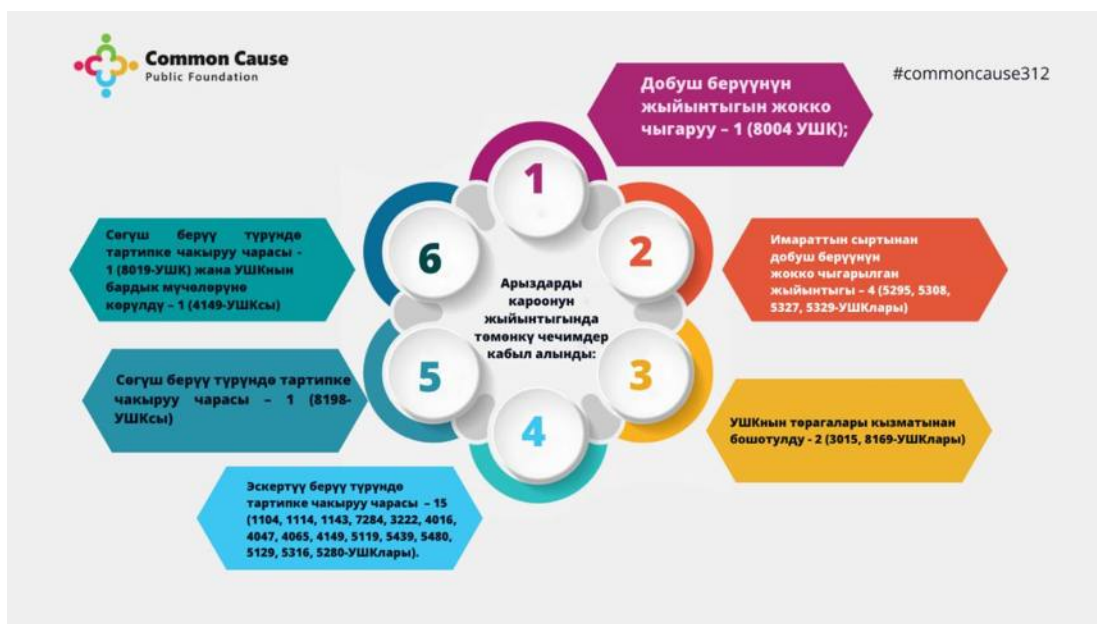 Common Cause
Public Foundation
#commoncause312
Добуш берүүнүн
жыйынтыгын жокко
чыгаруу – 1 (8004 УШК);
1
2
Имараттын сыртынан
добуш берүүнүн
жокко чыгарылган
жыйынтыгы – 4 (5295, 5308,
5327, 5329-УШКлары)
3
УШКнын төрагалары кызматынан
бошотулду - 2 (3015, 8169-УШКлары)
4
Эскертүү берүү түрүндө
тартипке чакыруу чарасы – 15
(1104, 1114, 1143, 7284, 3222, 4016,
4047, 4065, 4149, 5119, 5439, 5480,
5129, 5316, 5280-УШКлары).
5
Сөгүш берүү түрүндө тартипке
чакыруу чарасы – 1 (8198-
УШКсы)
6
Сөгүш берүү түрүндө
тартипке чакыруу чарасы -
1 (8019-УШК) жана УШКнын
бардык мүчөлөрүнө
көрүлдү – 1 (4149-УШКсы)
Арыздарды
кароонун
жыйынтыгында
төмөнкү чечимдер
кабыл алынды: